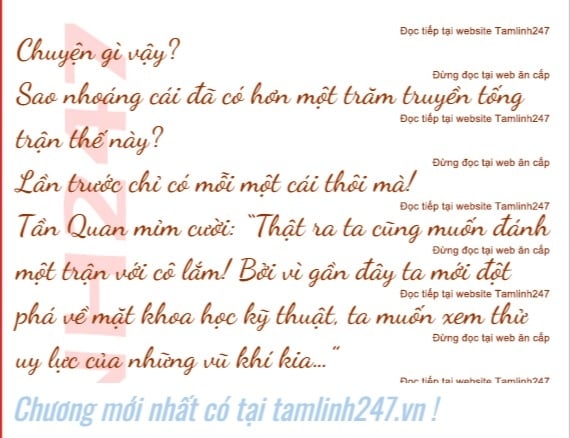 Đọc tiếp tại website Tamlinh247
Chuyện gì vậy?
Đừng đọc tại web ăn cắp
Sao nhoáng cái đã có hơn một trăm truyền tống
Đọc tiếp tại website Tamlinh247
trận thế này?
Đừng đọc tại web ăn cắp
Lần trước chỉ có mỗi một cái thôi mà!
Đọc tiếp tại website Tamlinh247
Tần Quan mỉm cười: “Thật ra ta cũng muốn đánh
Đừng đọc tại web ăn cắp
một trận với cô lắm! Bởi vì gần đây ta mới đột
Đọc tiếp tại website Tamlinh247
phá về mặt khoa học kỹ thuật, ta muốn xem thử
Đừng đọc tại web ăn cắp
uy lực của những vũ khí kia…“
Đọc tiếp tại website Tamlinh247
NH247
Chương mới nhất có tại tamlinh247.vn !